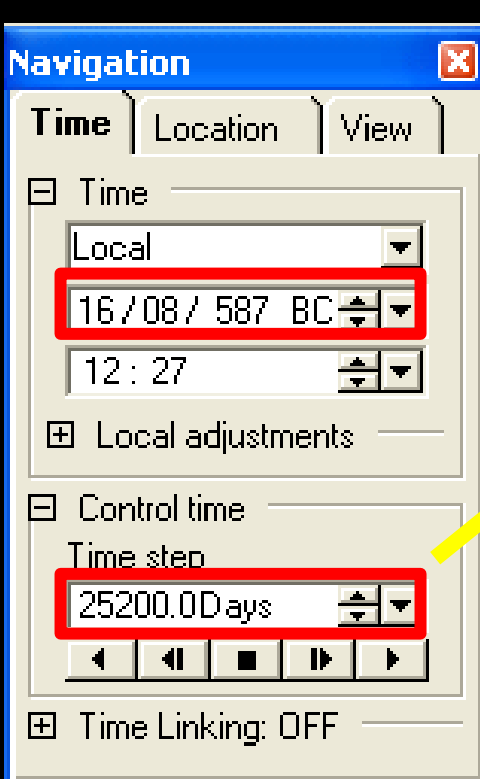 Navigation
Time Location View
Time
Local
16/08/ 587 BC
12: 27
Local adjustments
Control time
Time step
25200.0Days
Time Linking: OFF